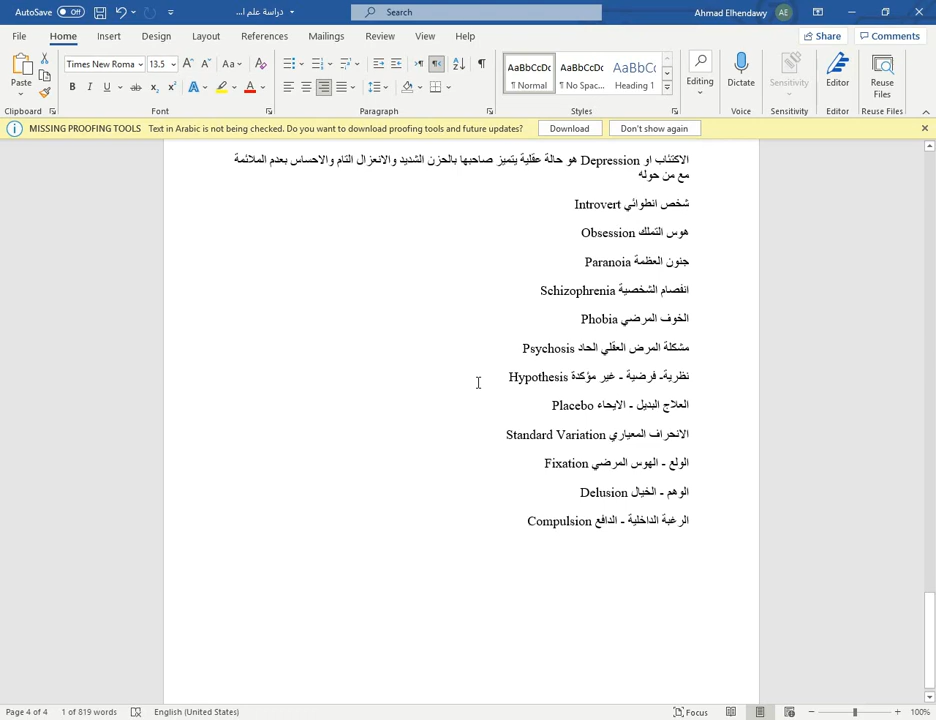 AutoSave Off دراسة علم ا... Search Ahmad Elhendawy AE
File Home Insert Design Layout References Mailings Review View Help Share Comments
Paste Times New Roma 13.5 Aa AaBbCcDc AaBbCcDc AaBbCc Editing Dictate Sensitivity Editor Reuse Files
¶ Normal ¶ No Spac... Heading 1
Clipboard Font Paragraph Styles Voice Sensitivity Editor Reuse Files
MISSING PROOFING TOOLS Text in Arabic is not being checked. Do you want to download proofing tools and future updates? Download Don't show again
الاكتئاب او Depression هو حالة عقلية يتميز صاحبها بالحزن الشديد والانعزال التام والاحساس بعدم الملائمة
مع من حوله
شخص انطوائي Introvert
هوس التملك Obsession
جنون العظمة Paranoia
انفصام الشخصية Schizophrenia
الخوف المرضي Phobia
مشكلة المرض العقلي الحاد Psychosis
نظرية- فرضية - غير مؤكدة Hypothesis
العلاج البديل - الايحاء Placebo
الانحراف المعياري Standard Variation
الولع - الهوس المرضي Fixation
الوهم - الخيال Delusion
الرغبة الداخلية - الدافع Compulsion
Page 4 of 4 1 of 819 words English (United States) Focus 100%